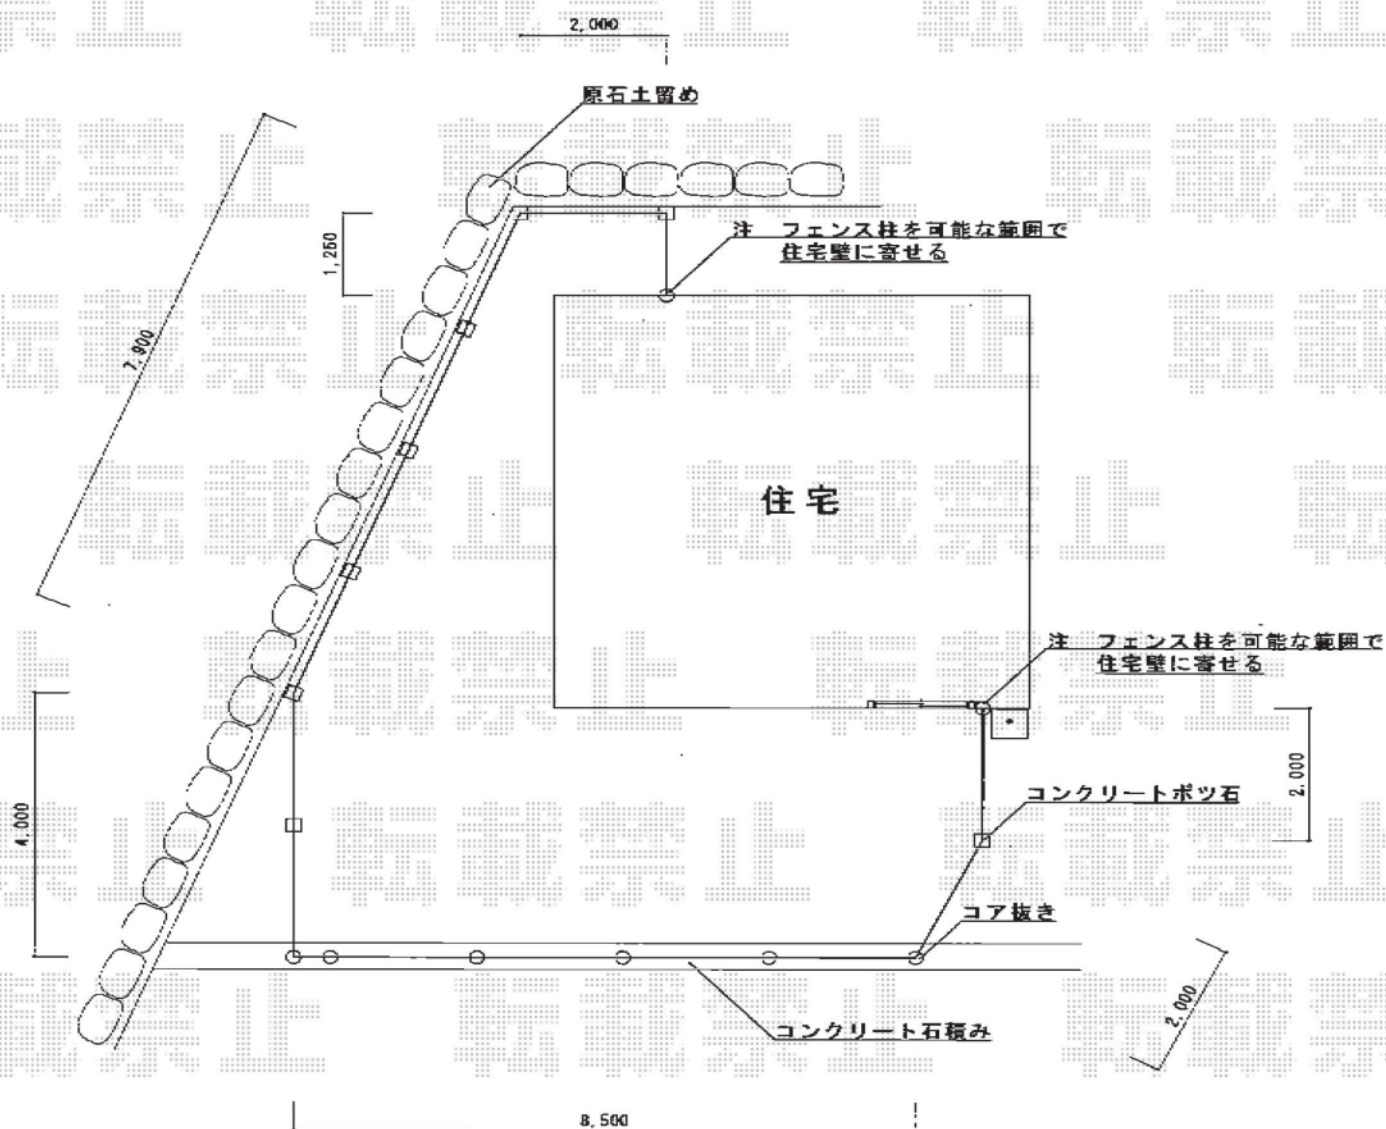 2,000
原石土留め
注 フェンス柱を可能な範囲で
住宅壁に寄せる
1,250
7,900
住宅
注 フェンス柱を可能な範囲で
住宅壁に寄せる
4,000
コンクリートポツ石
2,000
コア抜き
2,000
コンクリート石積み
8,500
転載禁止